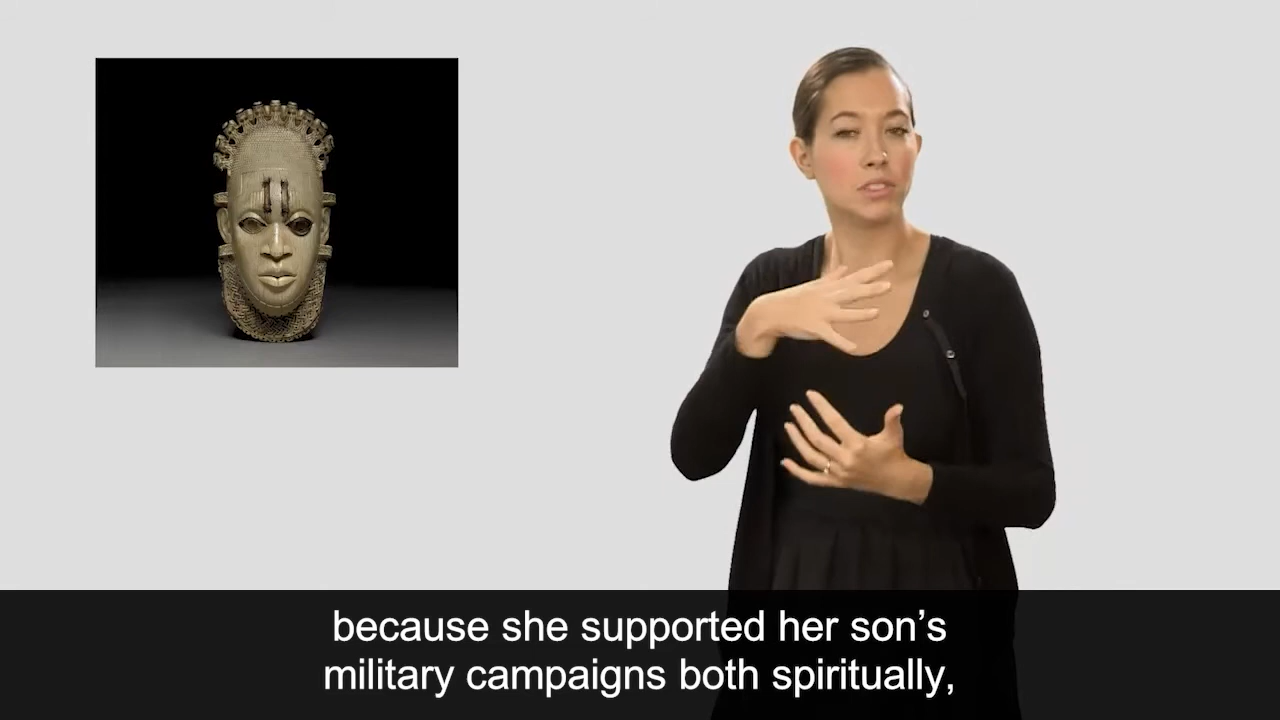 because she supported her son’s
military campaigns both spiritually,